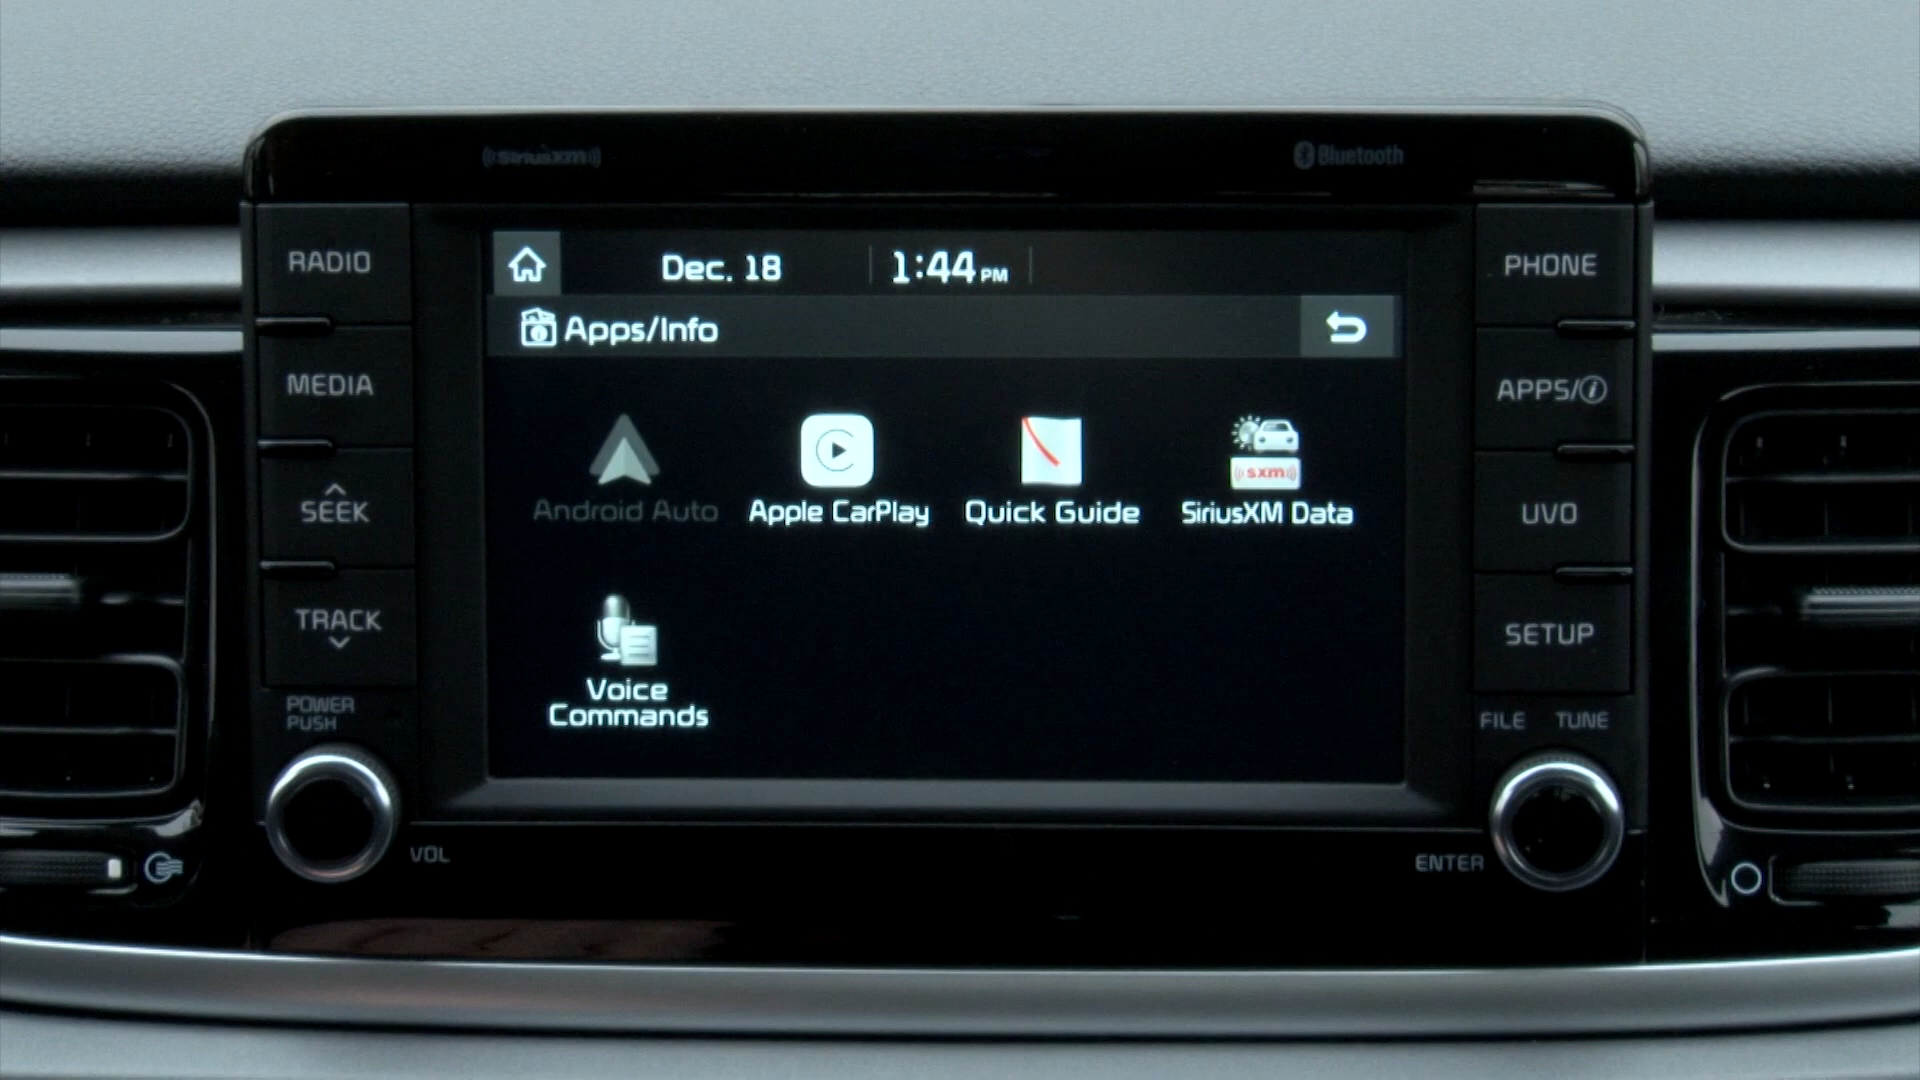 SiriusXM
Bluetooth
RADIO
MEDIA
SEEK
TRACK
POWER
PUSH
VOL
Dec. 18
1:44 PM
Apps/Info
Android Auto
Apple CarPlay
Quick Guide
sxm
SiriusXM Data
Voice
Commands
PHONE
APPS/i
UVO
SETUP
FILE TUNE
ENTER